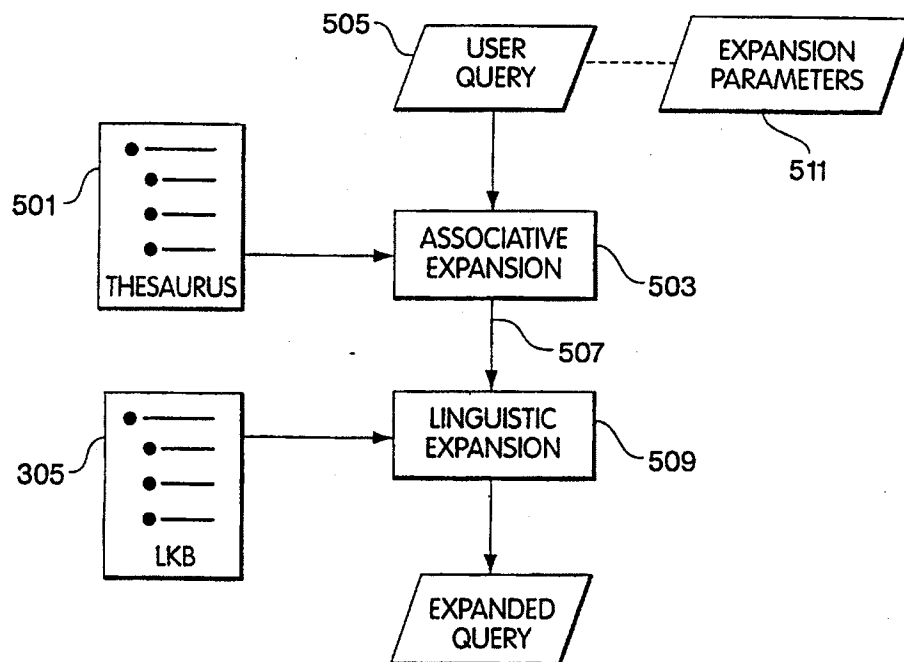 505
USER
QUERY
EXPANSION
PARAMETERS
511
501
THESAURUS
ASSOCIATIVE
EXPANSION
503
507
305
LKB
LINGUISTIC
EXPANSION
509
EXPANDED
QUERY